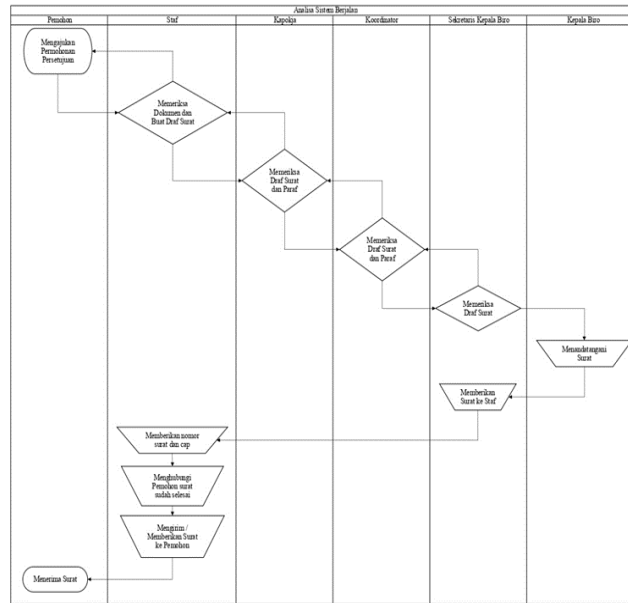 Analisa Sistem Berjalan
Pemohon
Staf
Kapokja
Koordinator
Sekretaris Kepala Biro
Kepala Biro
Mengajukan
Permohonan
Persetujuan
Memeriksa
Dokumen dan
Buat Draf Surat
Memeriksa
Draf Surat
dan Paraf
Memeriksa
Draf Surat
dan Paraf
Memeriksa
Draf Surat
Menandatangani
Surat
Memberikan
Surat ke Staf
Memberikan nomor
surat dan cap
Menghubungi
Pemohon surat
sudah selesai
Mengirim /
Memberikan Surat
ke Pemohon
Menerima Surat